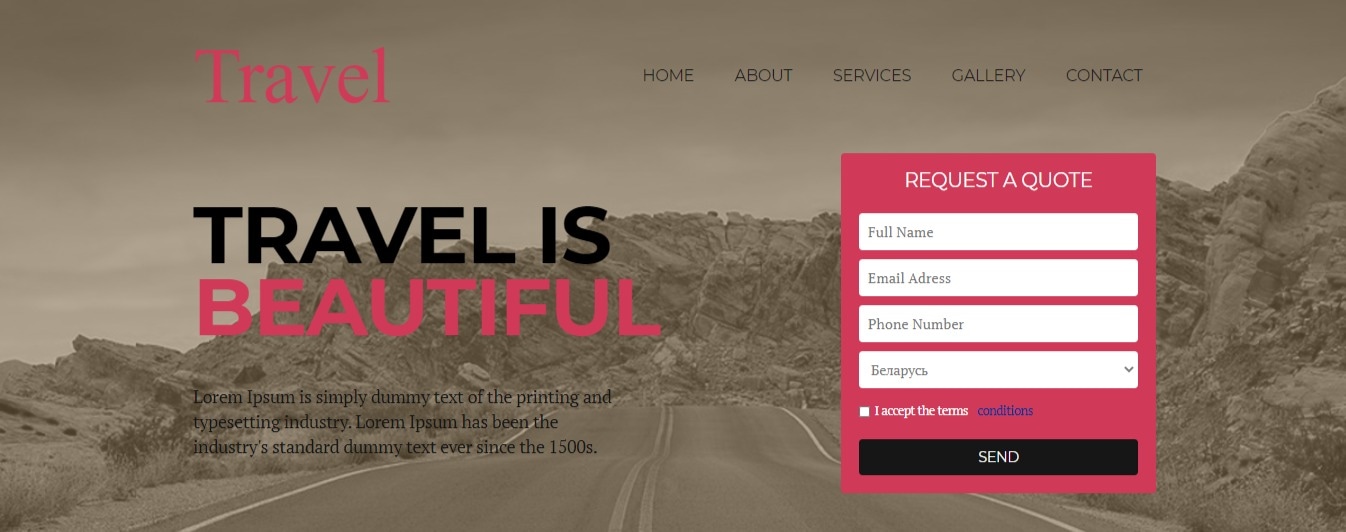 Travel
HOME ABOUT SERVICES GALLERY CONTACT
TRAVEL IS
BEAUTIFUL
Lorem Ipsum is simply dummy text of the printing and
typesetting industry. Lorem Ipsum has been the
industry's standard dummy text ever since the 1500s.
REQUEST A QUOTE
Full Name
Email Adress
Phone Number
Беларусь
I accept the terms conditions
SEND